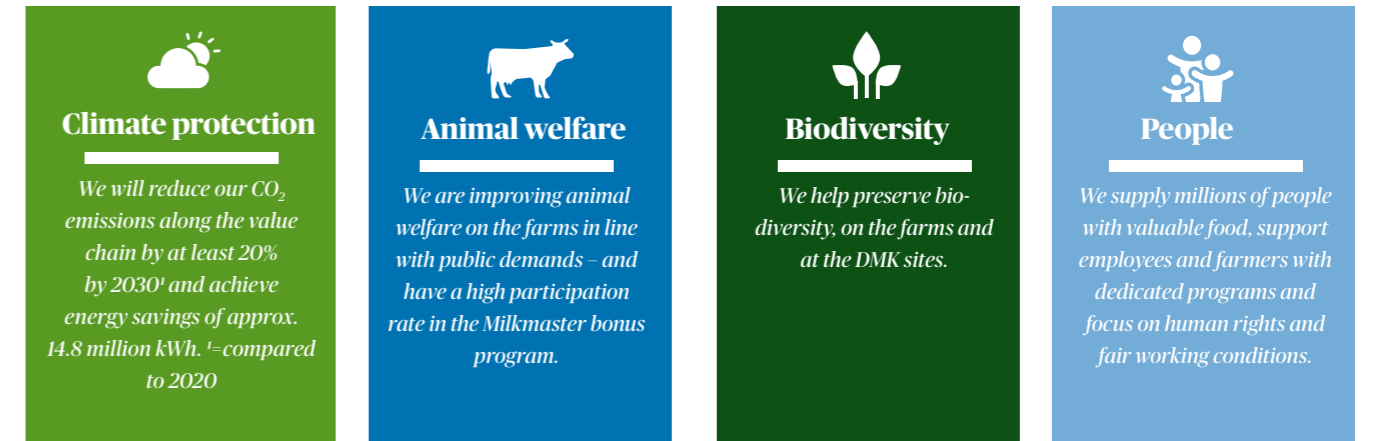 Climate protection
We will reduce our CO₂
emissions along the value
chain by at least 20%
by 2030¹ and achieve
energy savings of approx.
14.8 million kWh. ¹=compared
to 2020
Animal welfare
We are improving animal
welfare on the farms in line
with public demands – and
have a high participation
rate in the Milkmaster bonus
program.
Biodiversity
We help preserve bio-
diversity, on the farms and
at the DMK sites.
People
We supply millions of people
with valuable food, support
employees and farmers with
dedicated programs and
focus on human rights and
fair working conditions.